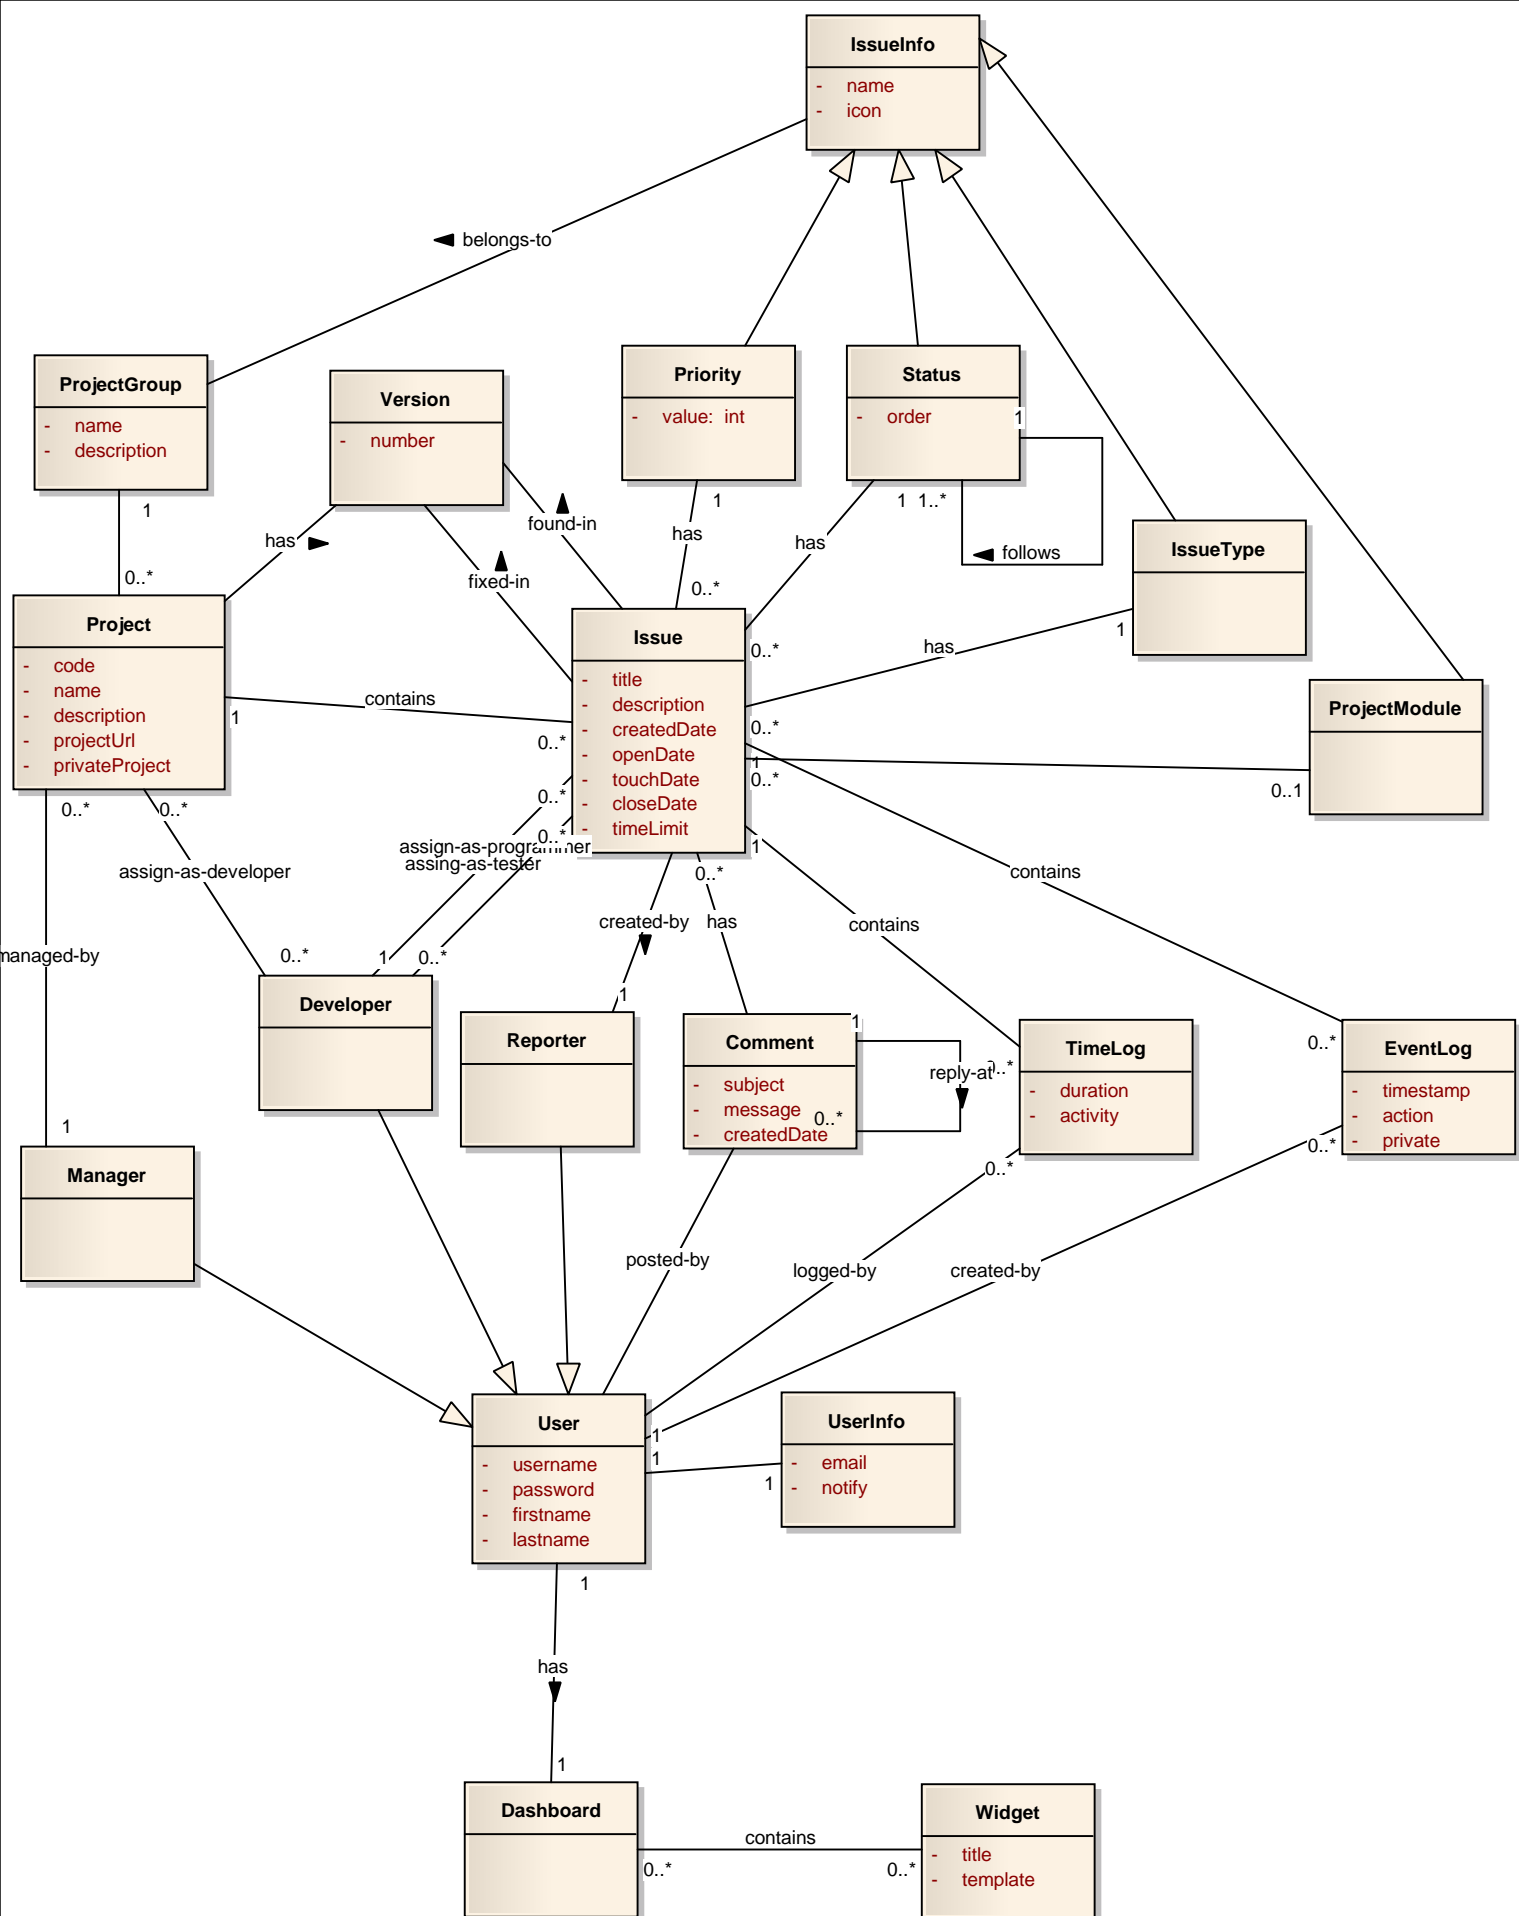 IssueInfo
- name
- icon
belongs-to
ProjectGroup
- name
- description
Version
- number
Priority
- value: int
Status
- order
1
1
0..*
has
found-in
fixed-in
1
has
0..*
1 1..*
has
follows
0..*
IssueType
1
has
0..*
ProjectModule
0..1
1
0..*
Project
- code
- name
- description
- projectUrl
- privateProject
1
contains
0..*
Issue
- title
- description
- createdDate
- openDate
- touchDate
- closeDate
- timeLimit
0..*
0..*
assign-as-programmer
assing-as-tester
1
0..*
0..*
0..*
assign-as-developer
0..*
managed-by
1
created-by
1
0..*
has
1
contains
0..*
contains
0..*
Developer
Reporter
Comment
- subject
- message
- createdDate
1
reply-at
0..*
TimeLog
- duration
- activity
0..*
EventLog
- timestamp
- action
- private
0..*
Manager
posted-by
logged-by
created-by
User
- username
- password
- firstname
- lastname
1
1
1
UserInfo
- email
- notify
1
has
1
Dashboard
contains
0..*
0..*
Widget
- title
- template